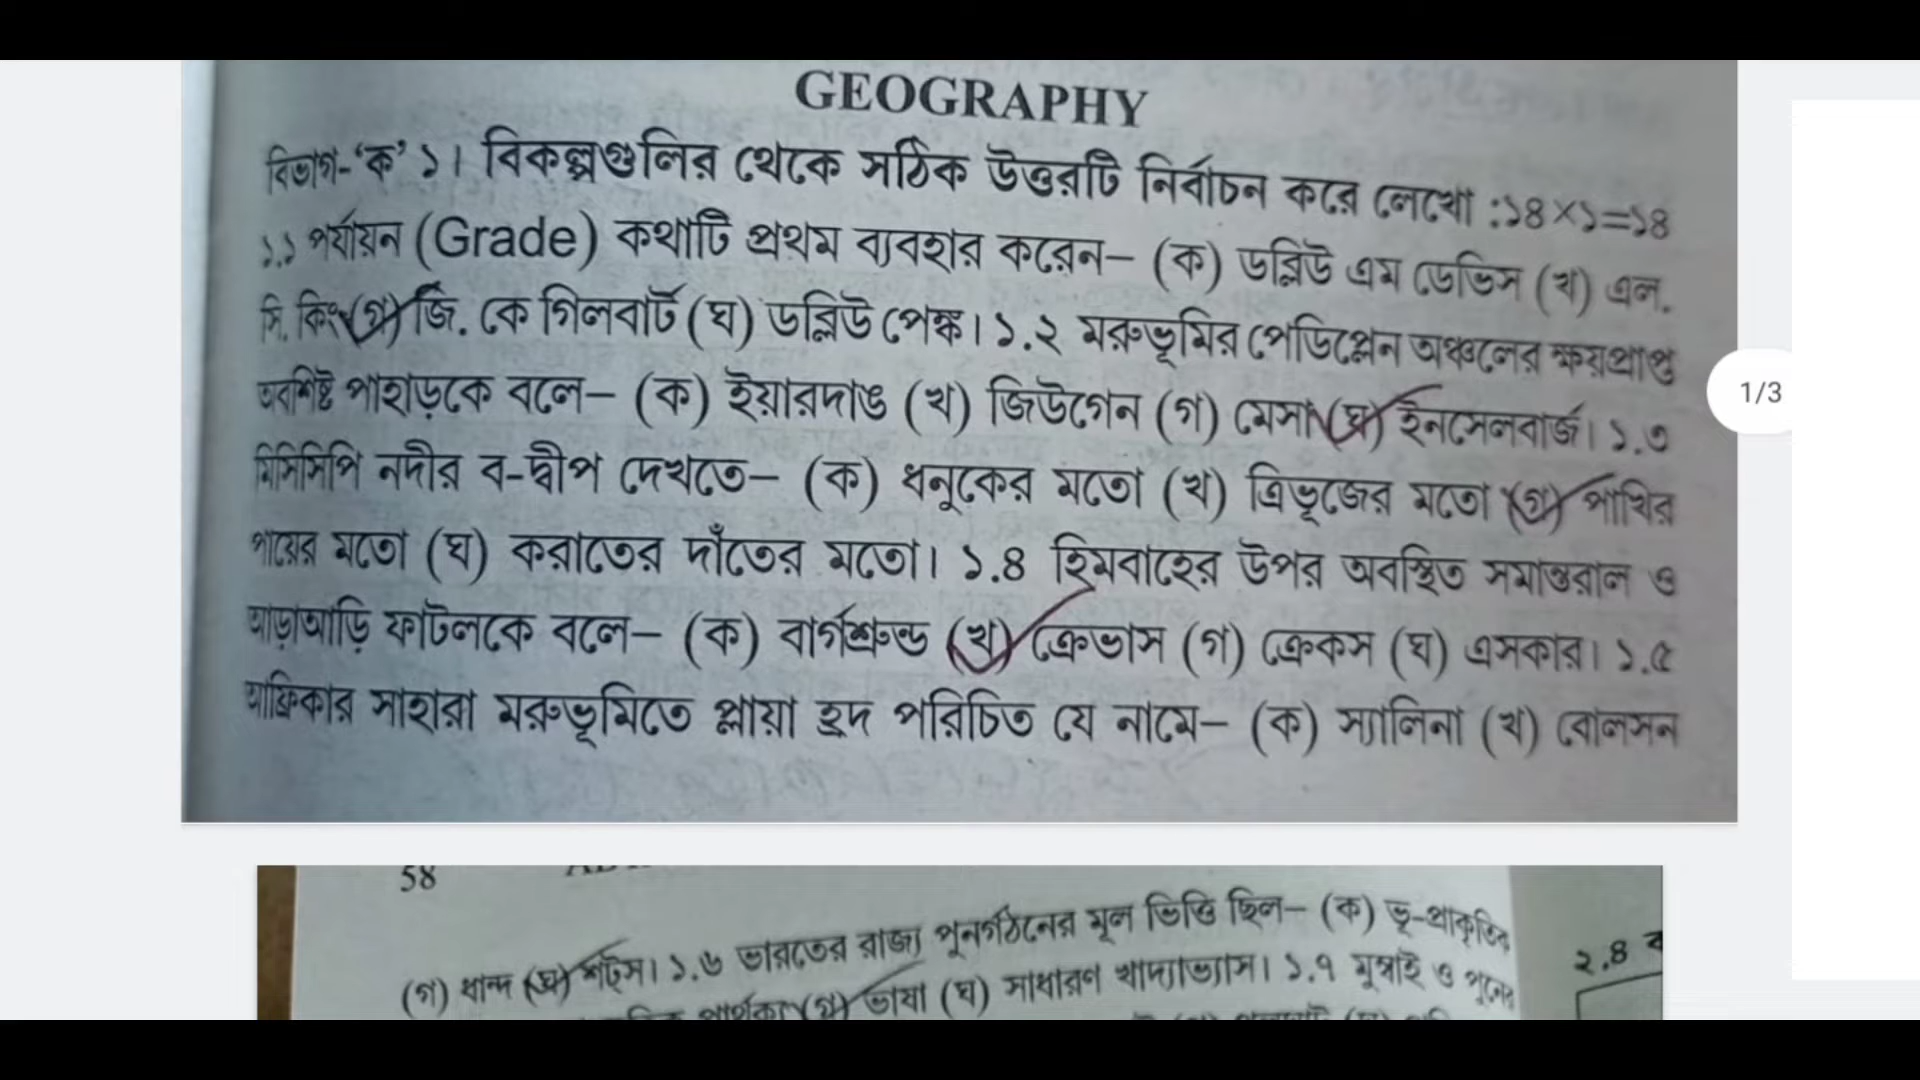 GEOGRAPHY
বিভাগ-‘ক’ ১। বিকল্পগুলির থেকে সঠিক উত্তরটি নির্বাচন করে লেখো :১৪×১=১৪
১.১ পর্যায়ন (Grade) কথাটি প্রথম ব্যবহার করেন– (ক) ডব্লিউ এম ডেভিস (খ) এল.
সি. কিং (গ) জি. কে গিলবার্ট (ঘ) ডব্লিউ পেঙ্ক। ১.২ মরুভূমির পেডিপ্লেন অঞ্চলের ক্ষয়প্রাপ্ত
অবশিষ্ট পাহাড়কে বলে– (ক) ইয়ারদাঙ (খ) জিউগেন (গ) মেসা (ঘ) ইনসেলবার্জ। ১.৩
মিসিসিপি নদীর ব-দ্বীপ দেখতে– (ক) ধনুকের মতো (খ) ত্রিভূজের মতো (গ) পাখির
পায়ের মতো (ঘ) করাতের দাঁতের মতো। ১.৪ হিমবাহের উপর অবস্থিত সমান্তরাল ও
আড়াআড়ি ফাটলকে বলে– (ক) বার্গশ্রুন্ড (খ) ক্রেভাস (গ) ক্রেকস (ঘ) এসকার। ১.৫
আফ্রিকার সাহারা মরুভূমিতে প্লায়া হ্রদ পরিচিত যে নামে– (ক) স্যালিনা (খ) বোলসন
1/3
58
(গ) ধান্দ (ঘ) শটস। ১.৬ ভারতের রাজ্য পুনর্গঠনের মূল ভিত্তি ছিল– (ক) ভূ-প্রাকৃতিক
পার্থক্য (গ) ভাষা (ঘ) সাধারণ খাদ্যাভ্যাস। ১.৭ মুম্বাই ও পুনের
২.৪